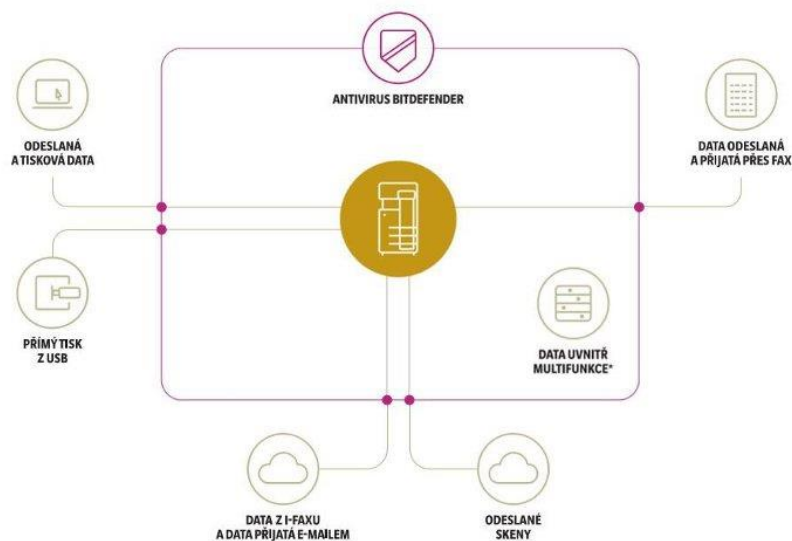 ANTIVIRUS BITDEFENDER
ODESLANÁ
A TISKOVÁ DATA
DATA ODESLANÁ
A PŘIJATÁ PŘES FAX
PŘÍMÝ TISK
Z USB
DATA UVNITŘ
MULTIFUNKCE*
DATA Z I-FAXU
A DATA PŘIJATÁ E-MAILEM
ODESLANÉ
SKENY